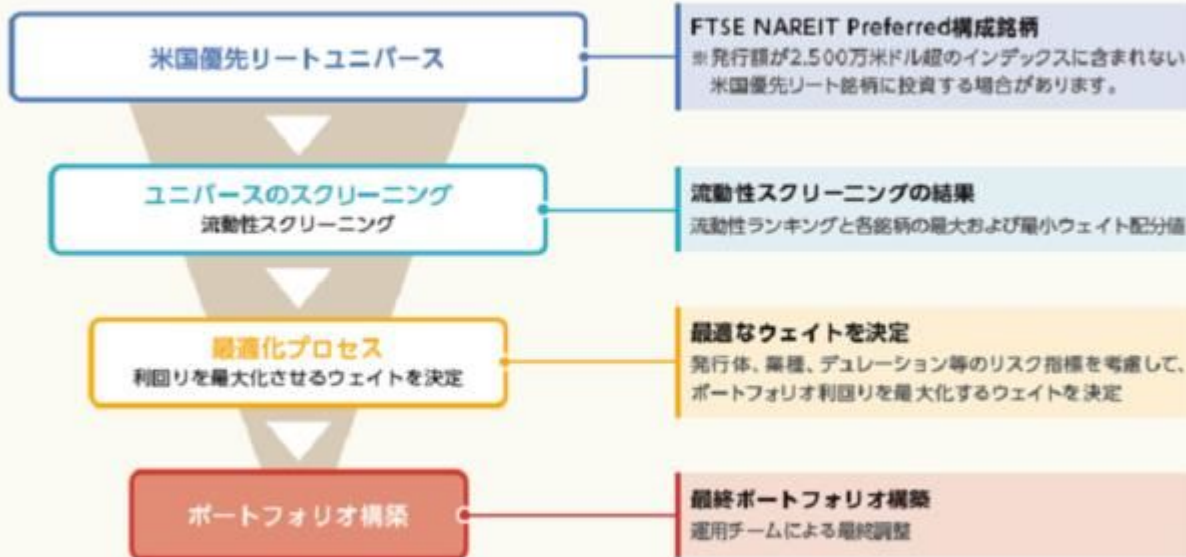 米国優先リートユニバース
FTSE NAREIT Preferred構成銘柄
※発行額が2,500万米ドル超のインデックスに含まれない
米国優先リート銘柄に投資する場合があります。
ユニバースのスクリーニング
流動性スクリーニング
流動性スクリーニングの結果
流動性ランキングと各銘柄の最大および最小ウェイト配分値
最適化プロセス
利回りを最大化させるウェイトを決定
最適なウェイトを決定
発行体、業種、デュレーション等のリスク指標を考慮して、
ポートフォリオ利回りを最大化するウェイトを決定
ポートフォリオ構築
最終ポートフォリオ構築
運用チームによる最終調整